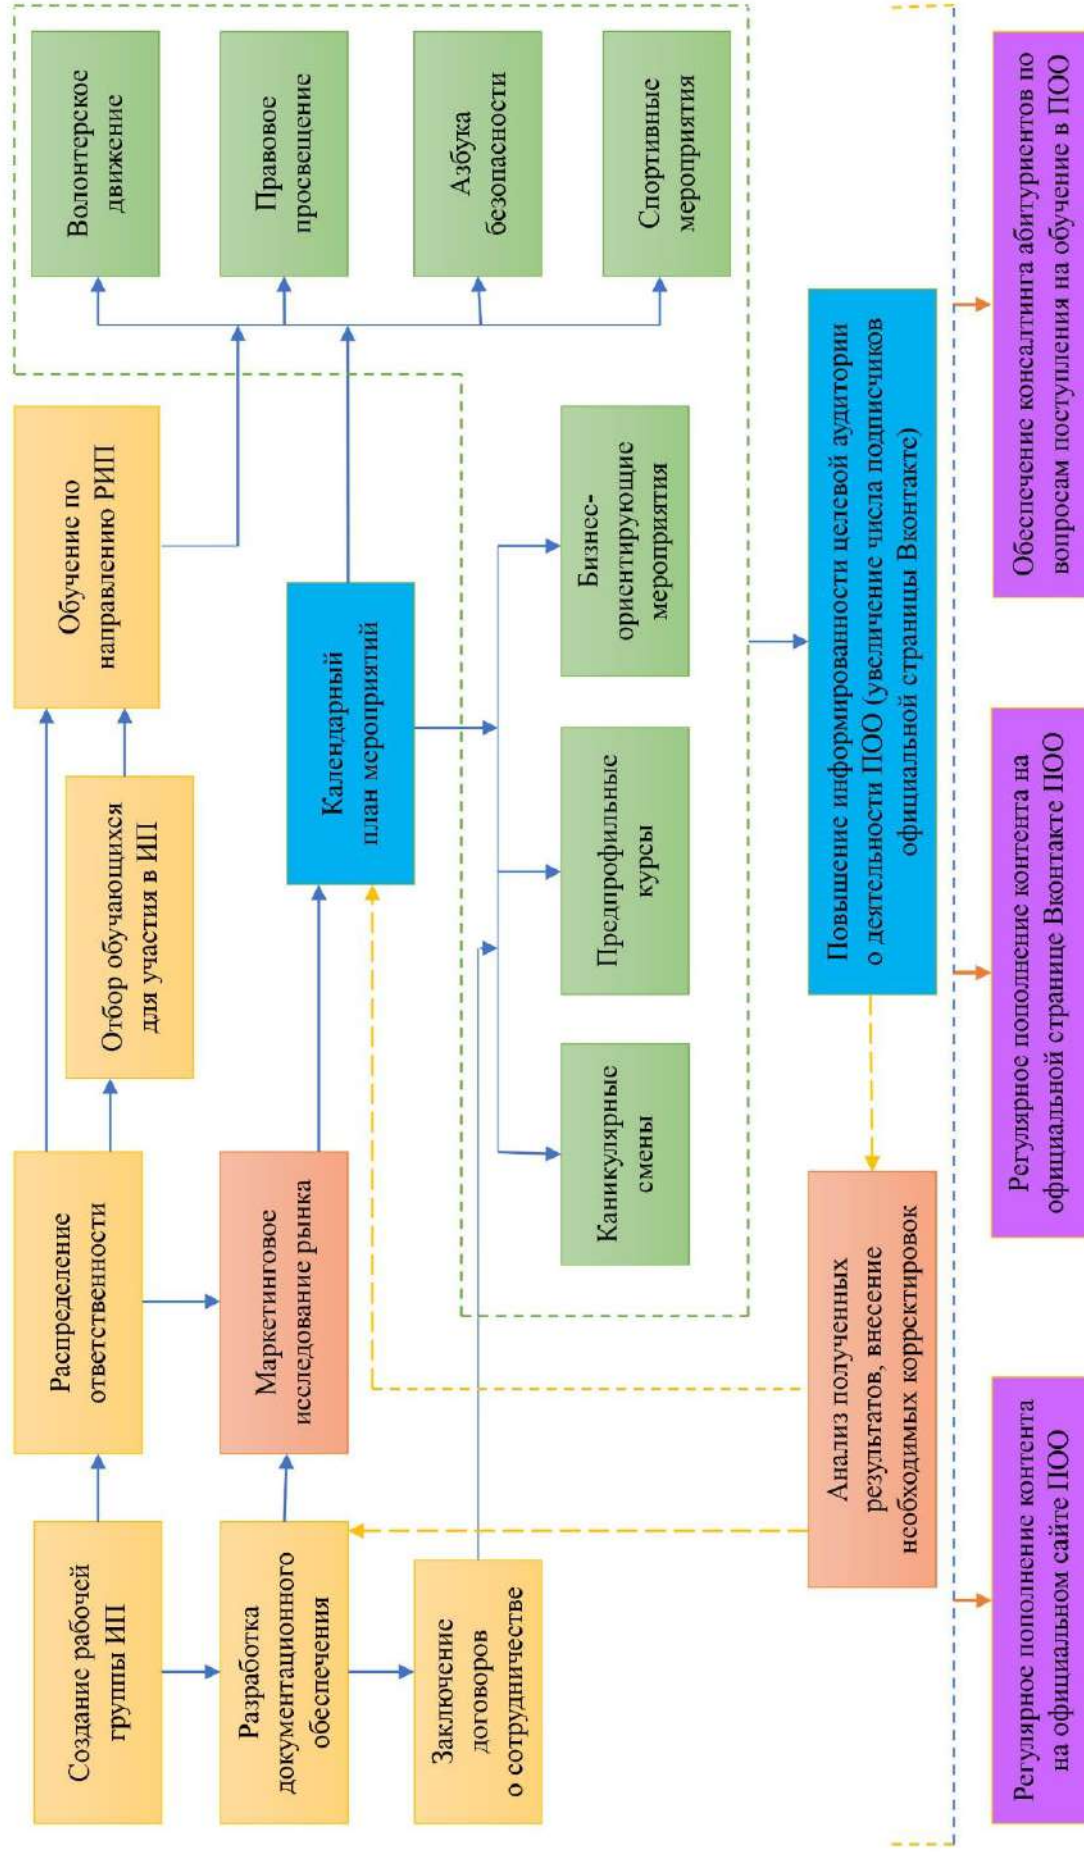 Создание рабочей
группы ИП
Распределение
ответственности
Отбор обучающихся
для участия в ИП
Обучение по
направлению РИП
Волонтерское
движение
Разработка
документационного
обеспечения
Маркетинговое
исследование рынка
Календарный
план мероприятий
Правовое
просвещение
Заключение
договоров
о сотрудничестве
Азбука
безопасности
Каникулярные
смены
Предпрофильные
курсы
Бизнес-
ориентирующие
мероприятия
Спортивные
мероприятия
Анализ полученных
результатов, внесение
необходимых корректировок
Повышение информированности целевой аудитории
о деятельности ПОО (увеличение числа подписчиков
официальной страницы Вконтакте)
Регулярное пополнение контента
на официальном сайте ПОО
Регулярное пополнение контента на
официальной странице Вконтакте ПОО
Обеспечение консалтинга абитуриентов по
вопросам поступления на обучение в ПОО